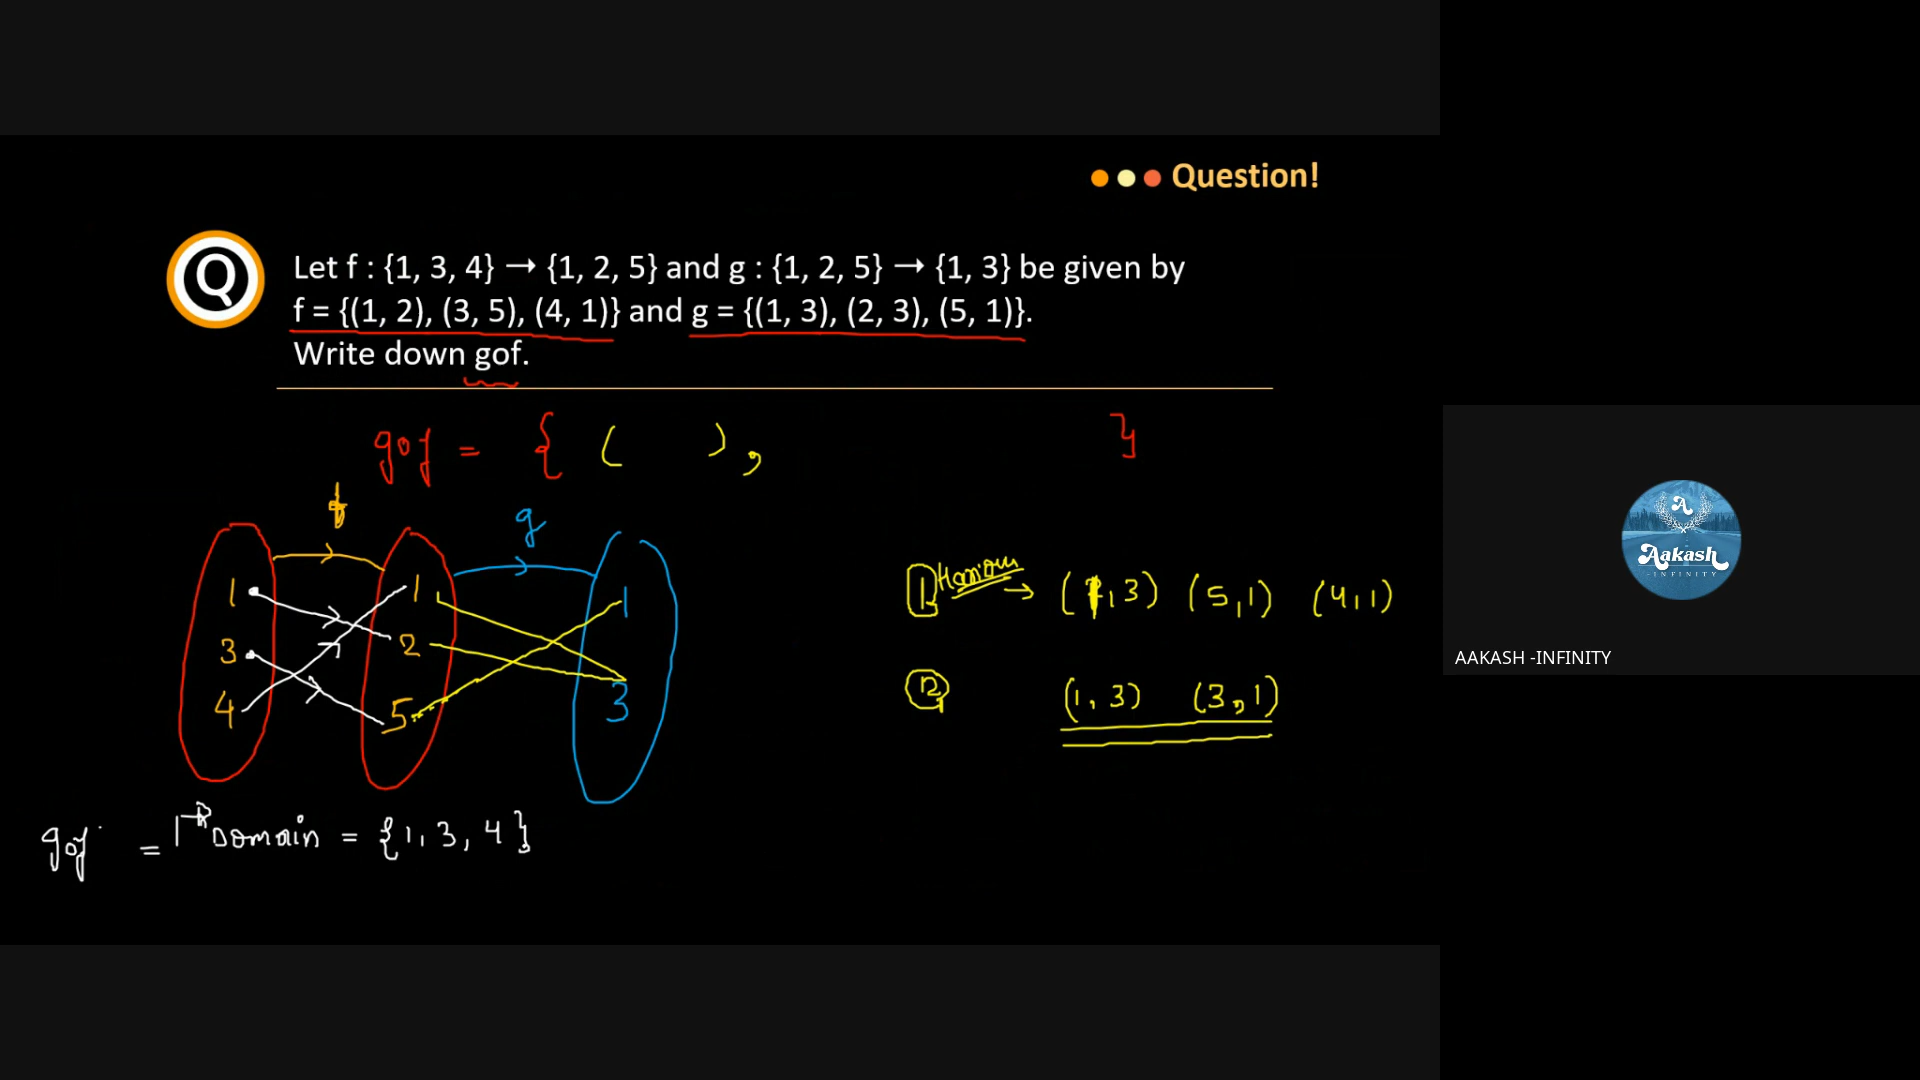 Question!
Q
Let f : {1, 3, 4} → {1, 2, 5} and g : {1, 2, 5} → {1, 3} be given by
f = {(1, 2), (3, 5), (4, 1)} and g = {(1, 3), (2, 3), (5, 1)}.
Write down gof.
gof = { ( ), }
f g
1 1 1
3 2
4 5 3
1 → (1,3) (5,1) (4,1)
(1,3) (3,1)
gof = Domain = {1, 3, 4}
A
Aakash
INFINITY
AAKASH -INFINITY